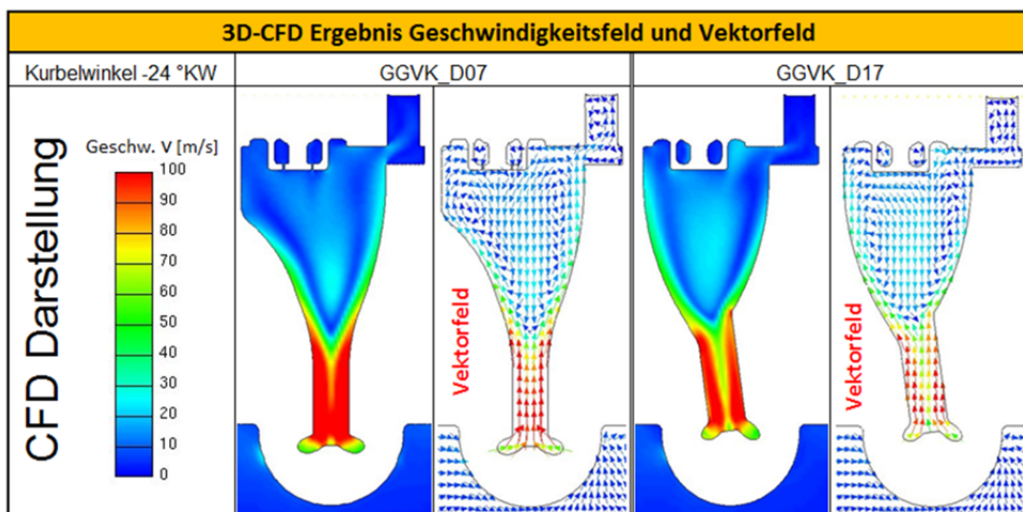 3D-CFD Ergebnis Geschwindigkeitsfeld und Vektorfeld
Kurbelwinkel -24 °KW
GGVK_D07
GGVK_D17
CFD Darstellung
Geschw. V [m/s]
100
90
80
70
60
50
40
30
20
10
0
Vektorfeld
Vektorfeld